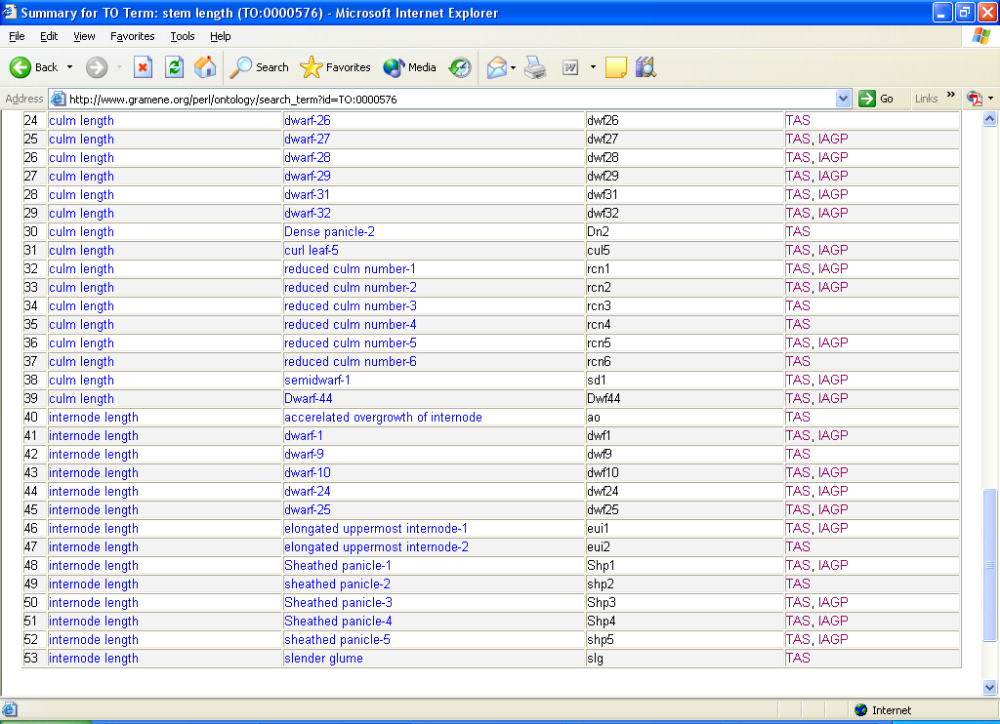 Summary for TO Term: stem length (TO:0000576) - Microsoft Internet Explorer
File Edit View Favorites Tools Help
Back Search Favorites Media
Address http://www.gramene.org/perl/ontology/search_term?id=TO:0000576 Go Links »
24 culm length dwarf-26 dwf26 TAS
25 culm length dwarf-27 dwf27 TAS, IAGP
26 culm length dwarf-28 dwf28 TAS, IAGP
27 culm length dwarf-29 dwf29 TAS, IAGP
28 culm length dwarf-31 dwf31 TAS, IAGP
29 culm length dwarf-32 dwf32 TAS, IAGP
30 culm length Dense panicle-2 Dn2 TAS
31 culm length curl leaf-5 cul5 TAS, IAGP
32 culm length reduced culm number-1 rcn1 TAS, IAGP
33 culm length reduced culm number-2 rcn2 TAS, IAGP
34 culm length reduced culm number-3 rcn3 TAS
35 culm length reduced culm number-4 rcn4 TAS
36 culm length reduced culm number-5 rcn5 TAS, IAGP
37 culm length reduced culm number-6 rcn6 TAS
38 culm length semidwarf-1 sd1 TAS, IAGP
39 culm length Dwarf-44 Dwf44 TAS, IAGP
40 internode length accerelated overgrowth of internode ao TAS
41 internode length dwarf-1 dwf1 TAS, IAGP
42 internode length dwarf-9 dwf9 TAS
43 internode length dwarf-10 dwf10 TAS, IAGP
44 internode length dwarf-24 dwf24 TAS, IAGP
45 internode length dwarf-25 dwf25 TAS, IAGP
46 internode length elongated uppermost internode-1 eui1 TAS, IAGP
47 internode length elongated uppermost internode-2 eui2 TAS
48 internode length Sheathed panicle-1 Shp1 TAS, IAGP
49 internode length sheathed panicle-2 shp2 TAS
50 internode length Sheathed panicle-3 Shp3 TAS, IAGP
51 internode length Sheathed panicle-4 Shp4 TAS, IAGP
52 internode length sheathed panicle-5 shp5 TAS, IAGP
53 internode length slender glume slg TAS
Internet